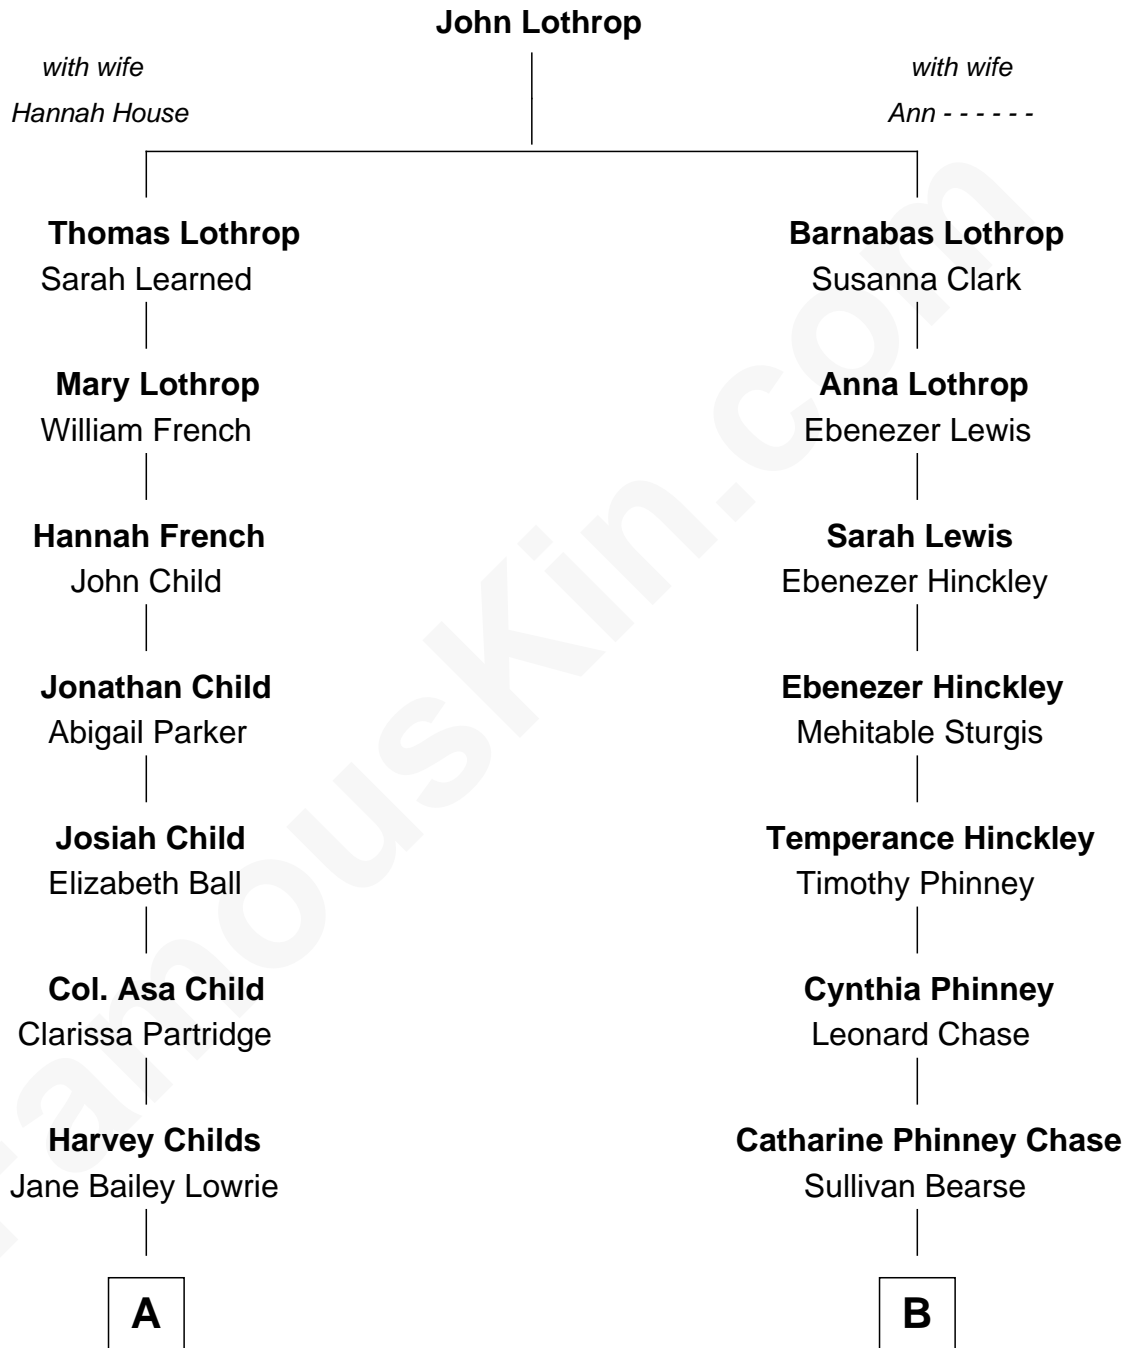 John Lothrop
with wife
Hannah House
with wife
Ann - - - - - -
Thomas Lothrop
Sarah Learned
Barnabas Lothrop
Susanna Clark
Mary Lothrop
William French
Anna Lothrop
Ebenezer Lewis
Hannah French
John Child
Sarah Lewis
Ebenezer Hinckley
Jonathan Child
Abigail Parker
Ebenezer Hinckley
Mehitable Sturgis
Josiah Child
Elizabeth Ball
Temperance Hinckley
Timothy Phinney
Col. Asa Child
Clarissa Partridge
Cynthia Phinney
Leonard Chase
Harvey Childs
Jane Bailey Lowrie
Catharine Phinney Chase
Sullivan Bearse
A
B
FamousKin.com